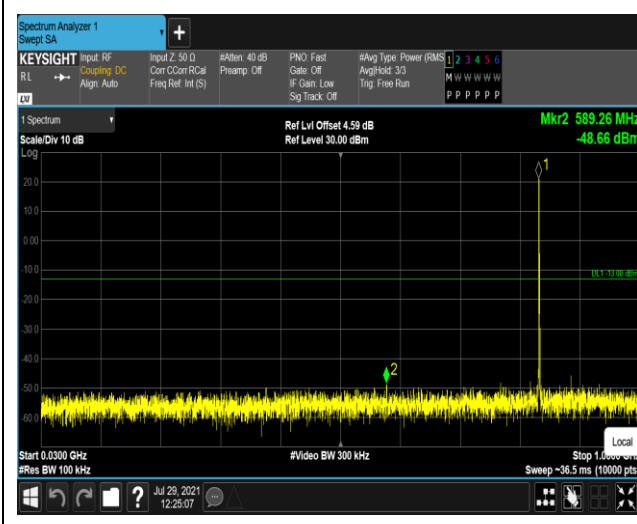 Spectrum Analyzer 1
Swept SA
KEYSIGHT
RL
Input: RF
Coupling: DC
Align: Auto
Input Z: 50 Ω
Corr CCorr RCal
Freq Ref: Int (S)
#Atten: 40 dB
Preamp: Off
PNO: Fast
Gate: Off
IF Gain: Low
Sig Track: Off
#Avg Type: Power (RMS
Avg|Hold: 3/3
Trig: Free Run
1 2 3 4 5 6
M W W W W W
P P P P P P
1 Spectrum
Scale/Div 10 dB
Log
Ref Lvl Offset 4.59 dB
Ref Level 30.00 dBm
Mkr2 589.26 MHz
-48.66 dBm
1
20.0
10.0
0.00
-10.0
DL1 -13.00 dBm
-20.0
-30.0
-40.0
2
-50.0
-60.0
Local
Start 0.0300 GHz
#Res BW 100 kHz
#Video BW 300 kHz
Stop
Sweep ~36.5 ms (10000 pts
?
Jul 29, 2021
12:25:07